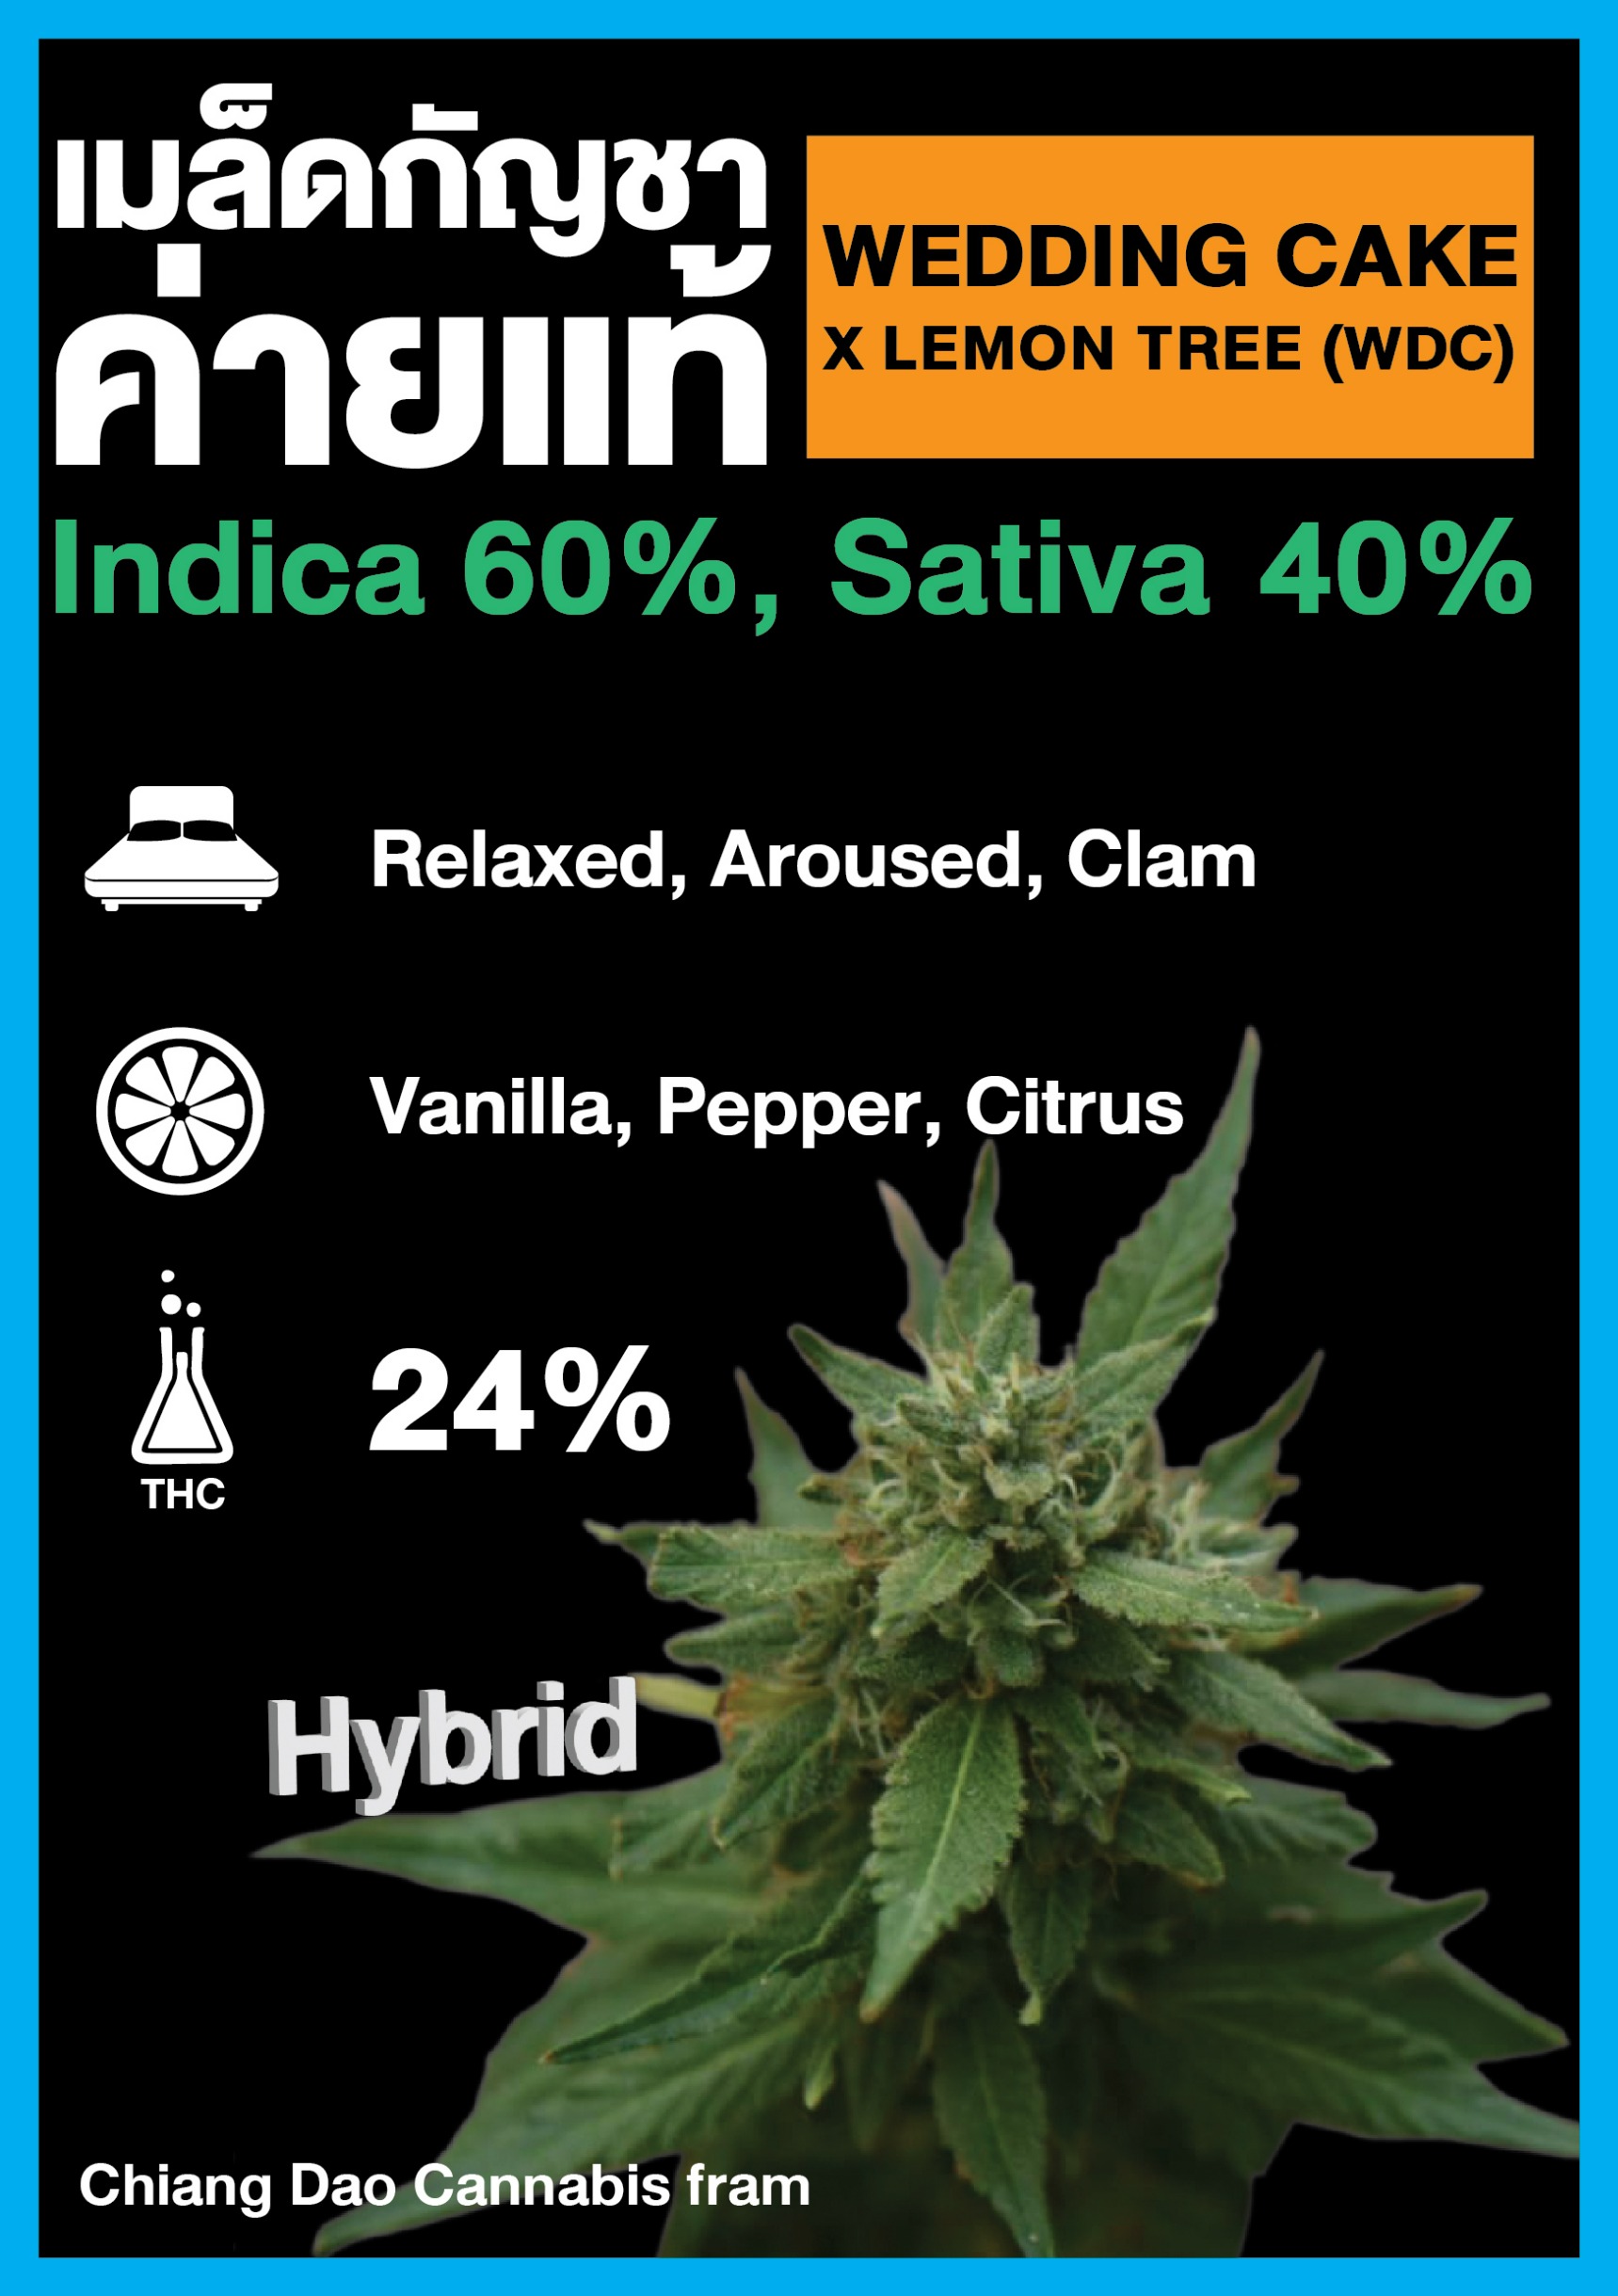 เมล็ดกัญชา
ค่ายแท้
WEDDING CAKE
X LEMON TREE (WDC)
Indica 60%, Sativa 40%
Relaxed, Aroused, Clam
Vanilla, Pepper, Citrus
24%
THC
Hybrid
Chiang Dao Cannabis fram